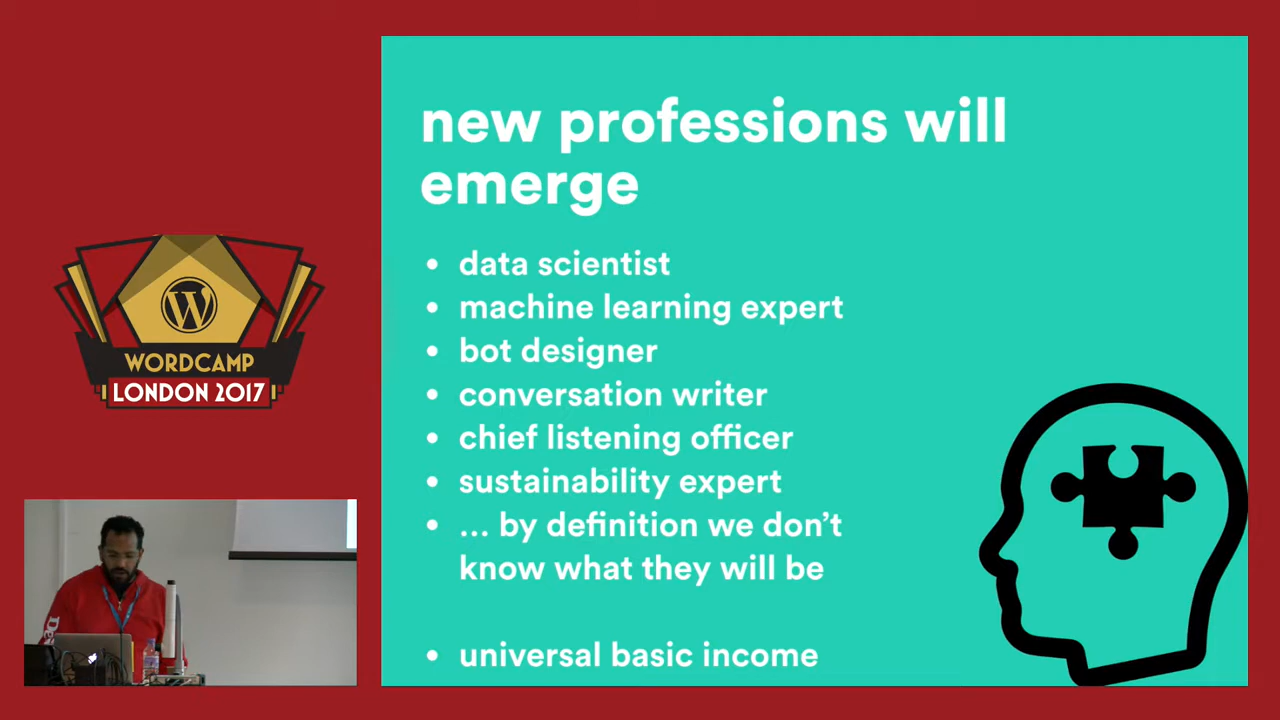 new professions will
emerge
• data scientist
• machine learning expert
• bot designer
• conversation writer
• chief listening officer
• sustainability expert
• ... by definition we don’t
know what they will be
• universal basic income
W
WORDCAMP
LONDON 2017